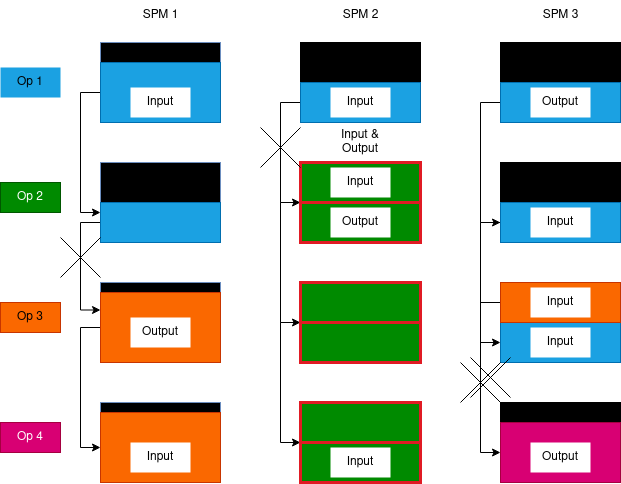 SPM 1
SPM 2
SPM 3
Op 1
Input
Input
Output
Input &
Output
Op 2
Input
Output
Input
Op 3
Output
Input
Input
Op 4
Input
Input
Output